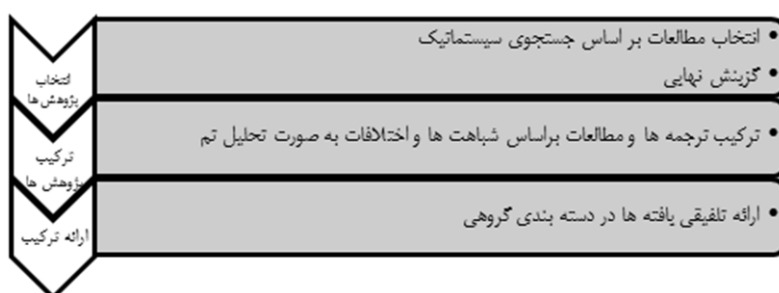 • انتخاب مطالعات بر اساس جستجوی سیستماتیک
• گزینش نهایی
انتخاب
پژوهش ها
• ترکیب ترجمه ها و مطالعات براساس شباهت ها و اختلافات به صورت تحلیل تم
ترکیب
پژوهش ها
• ارائه تلفیقی یافته ها در دسته بندی گروهی
ارائه ترکیب